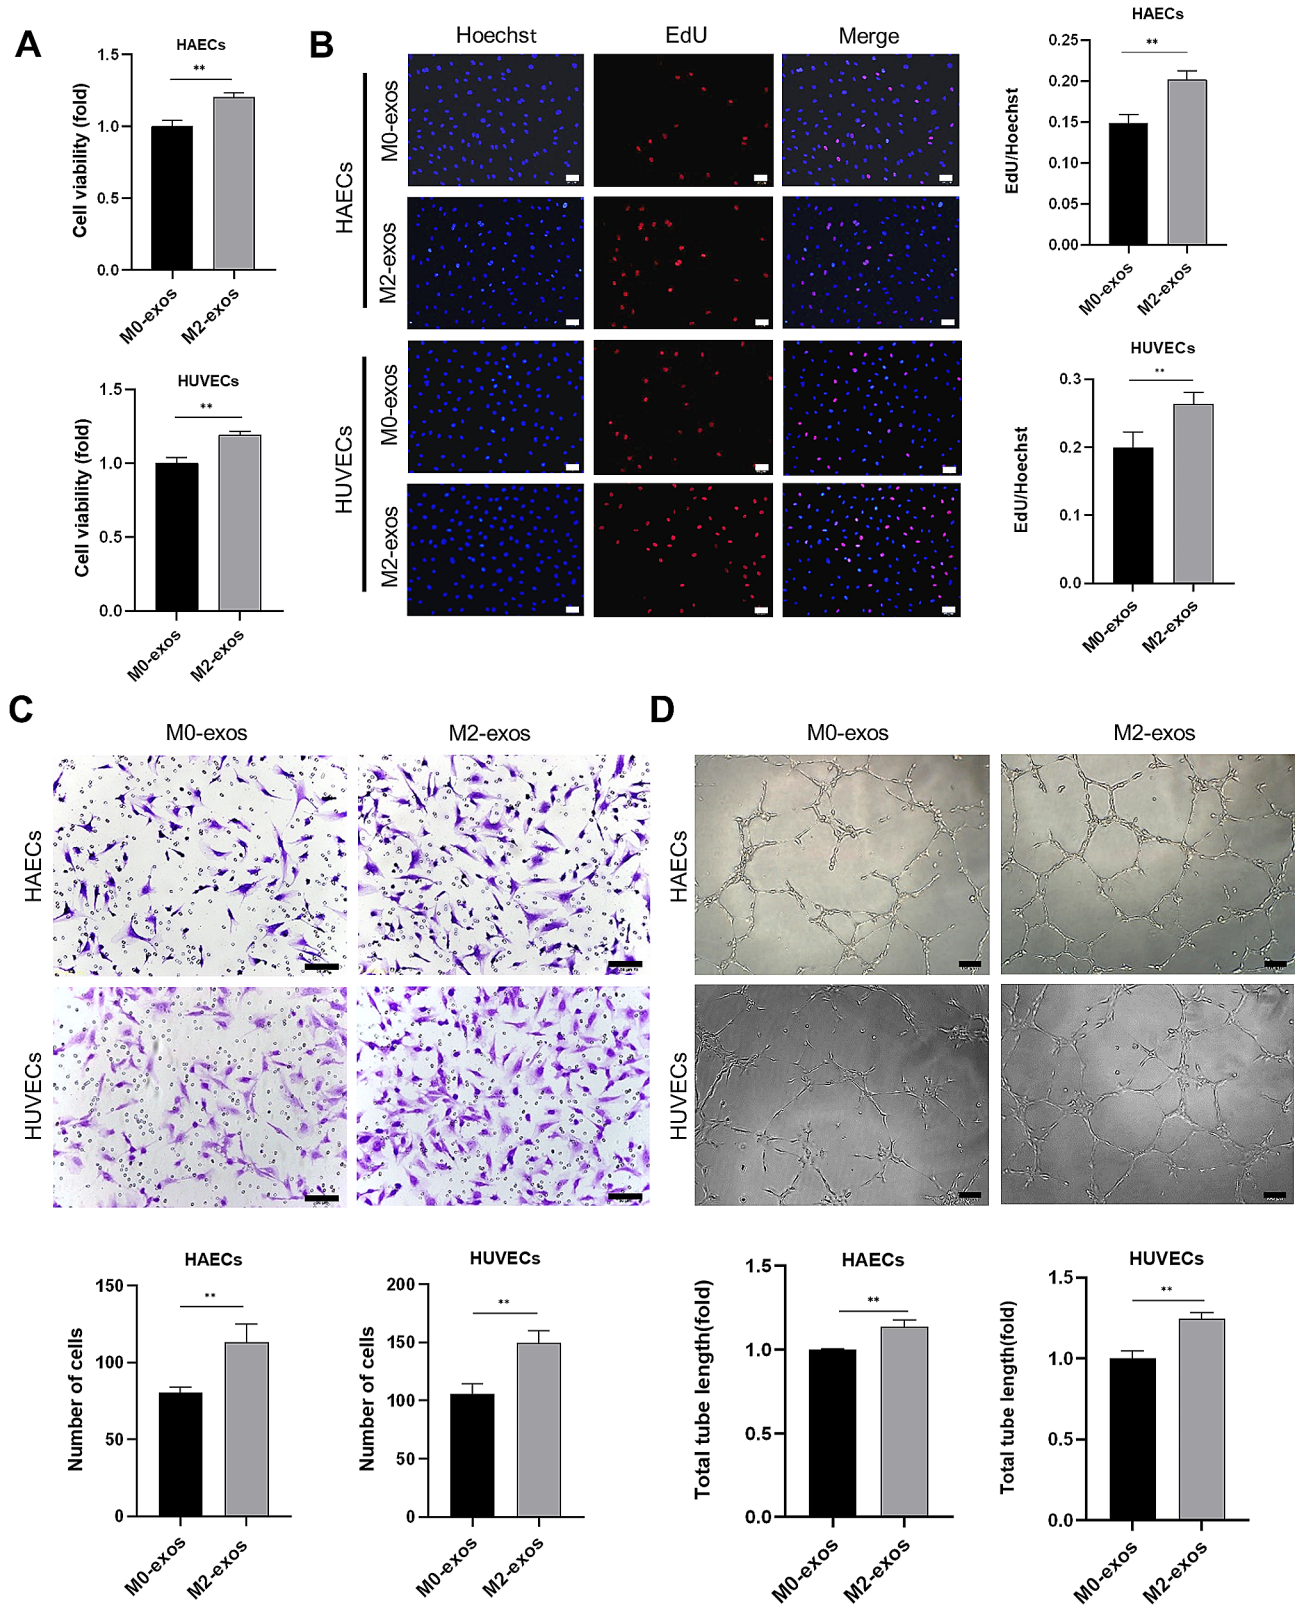 A
HAECs
**
Cell viability (fold)
1.5
1.0
0.5
0.0
M0-exos
M2-exos
HUVECs
**
Cell viability (fold)
1.5
1.0
0.5
0.0
M0-exos
M2-exos
B
Hoechst
EdU
Merge
HAECs
M0-exos
M2-exos
HUVECs
M0-exos
M2-exos
HAECs
**
EdU/Hoechst
0.25
0.20
0.15
0.10
0.05
0.00
M0-exos
M2-exos
HUVECs
**
EdU/Hoechst
0.3
0.2
0.1
0.0
M0-exos
M2-exos
C
M0-exos
M2-exos
HAECs
HUVECs
HAECs
**
Number of cells
150
100
50
0
M0-exos
M2-exos
HUVECs
**
Number of cells
200
150
100
50
0
M0-exos
M2-exos
D
M0-exos
M2-exos
HAECs
HUVECs
HAECs
**
Total tube length(fold)
1.5
1.0
0.5
0.0
M0-exos
M2-exos
HUVECs
**
Total tube length(fold)
1.5
1.0
0.5
0.0
M0-exos
M2-exos